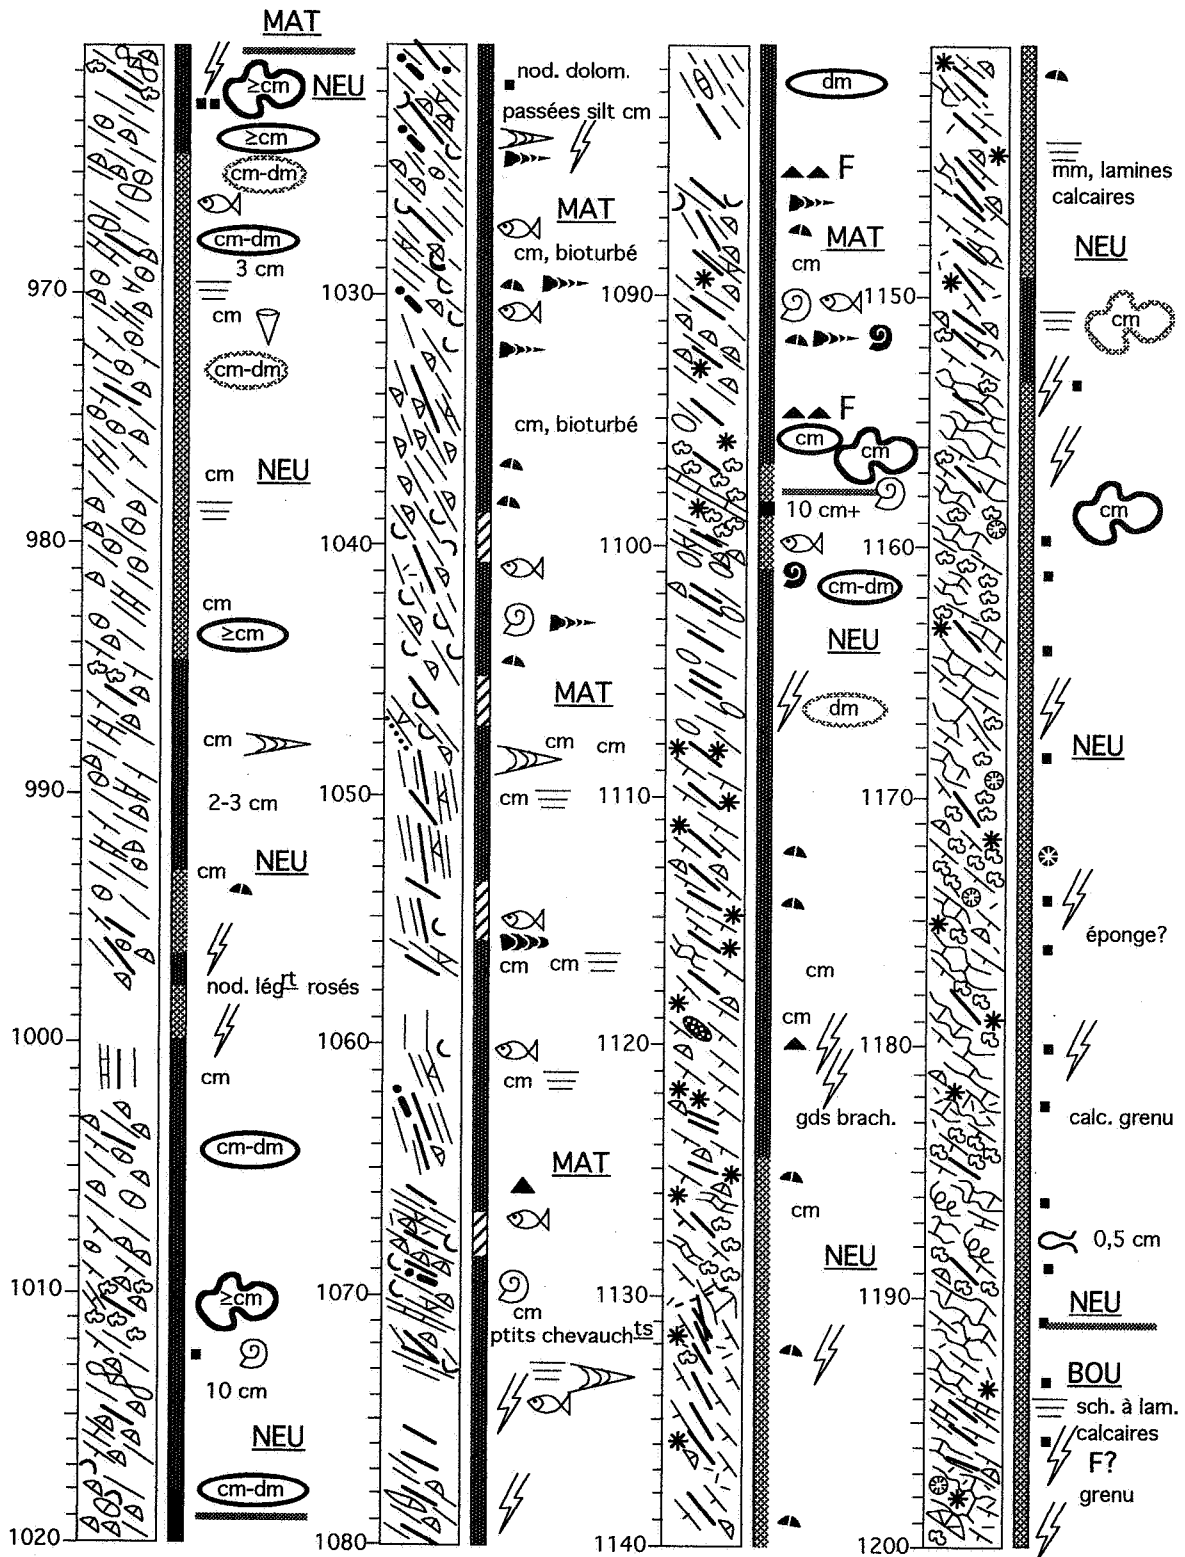 MAT
≥cm
NEU
≥cm
cm-dm
cm-dm
3 cm
970
cm
cm-dm
cm
NEU
980
cm
≥cm
cm
990
2-3 cm
cm
NEU
nod. légrt rosés
1000
cm
cm-dm
≥cm
1010
10 cm
NEU
cm-dm
1020
nod. dolom.
passées silt cm
MAT
cm, bioturbé
1030
cm, bioturbé
1040
MAT
cm
cm
1050
cm
cm
cm
1060
cm
MAT
1070
cm
ptits chevauchts
1080
dm
F
MAT
cm
1090
F
cm
cm
10 cm+
1100
cm-dm
NEU
dm
1110
cm
cm
1120
gds brach.
cm
NEU
1130
1140
mm, lamines
calcaires
NEU
1150
cm
cm
1160
NEU
1170
éponge?
1180
calc. grenu
0,5 cm
1190
NEU
BOU
sch. à lam.
calcaires
F?
grenu
1200